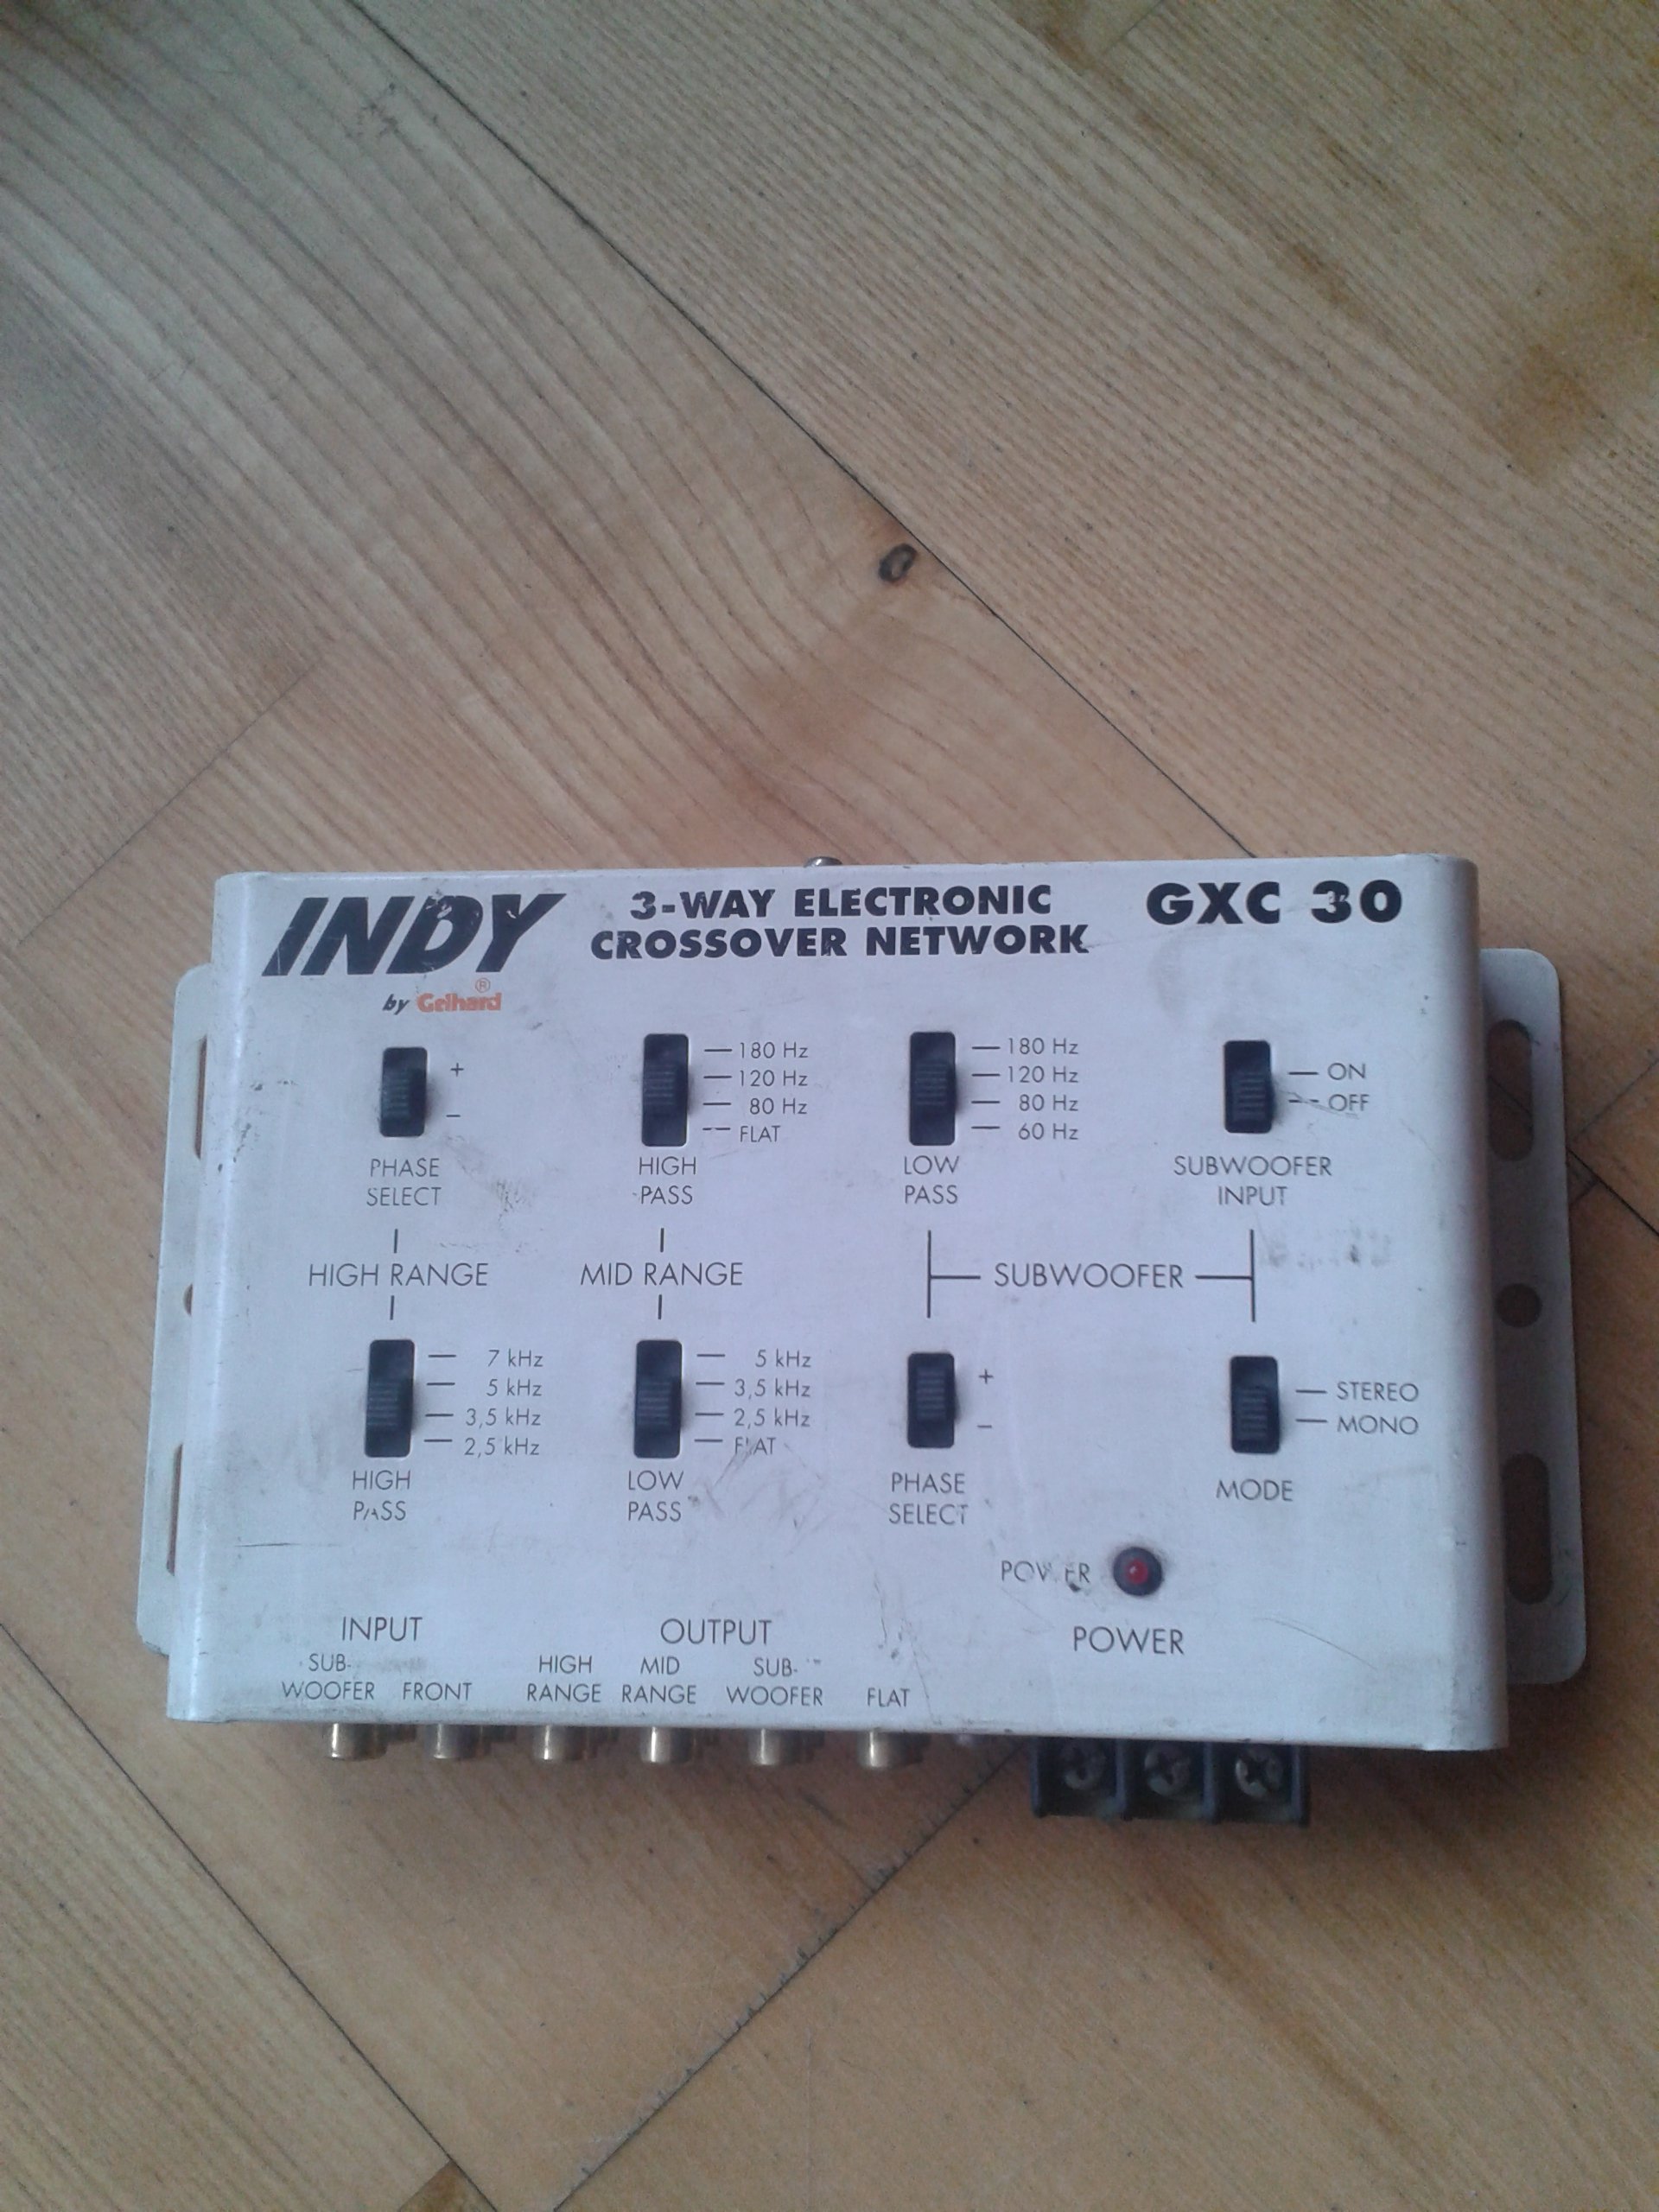 INDY
by Gelhard®
3-WAY ELECTRONIC
CROSSOVER NETWORK
GXC 30
+
−
PHASE
SELECT
180 Hz
120 Hz
80 Hz
FLAT
HIGH
PASS
180 Hz
120 Hz
80 Hz
60 Hz
LOW
PASS
ON
OFF
SUBWOOFER
INPUT
HIGH RANGE
MID RANGE
SUBWOOFER
7 kHz
5 kHz
3,5 kHz
2,5 kHz
HIGH
PASS
5 kHz
3,5 kHz
2,5 kHz
FLAT
LOW
PASS
+
−
PHASE
SELECT
STEREO
MONO
MODE
POWER
POWER
INPUT
SUB-
WOOFER
FRONT
OUTPUT
HIGH
RANGE
MID
RANGE
SUB-
WOOFER
FLAT